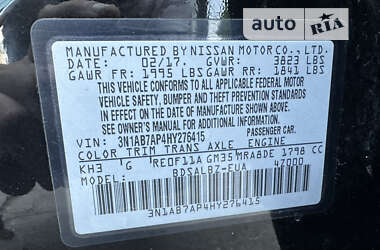 auto RIA
MANUFACTURED BY NISSAN MOTOR CO., LTD.
DATE: 02/17. GVWR: 3823 LBS
GAWR FR: 1995 LBS GAWR RR: 1841 LBS
THIS VEHICLE CONFORMS TO ALL APPLICABLE FEDERAL MOTOR
VEHICLE SAFETY, BUMPER AND THEFT PREVENTION STANDARDS
IN EFFECT ON THE DATE OF MANUFACTURE SHOWN ABOVE.
SEE OWNER'S MANUAL FOR ADDITIONAL INFORMATION.
VIN: 3N1AB7AP4HY276415 PASSENGER CAR.
COLOR TRIM TRANS AXLE ENGINE
KH3 G RE0F11A GM35 MRA8DE 1798 CC
MODEL: BDSALBZ-EUA 47000
3N1AB7AP4HY276415